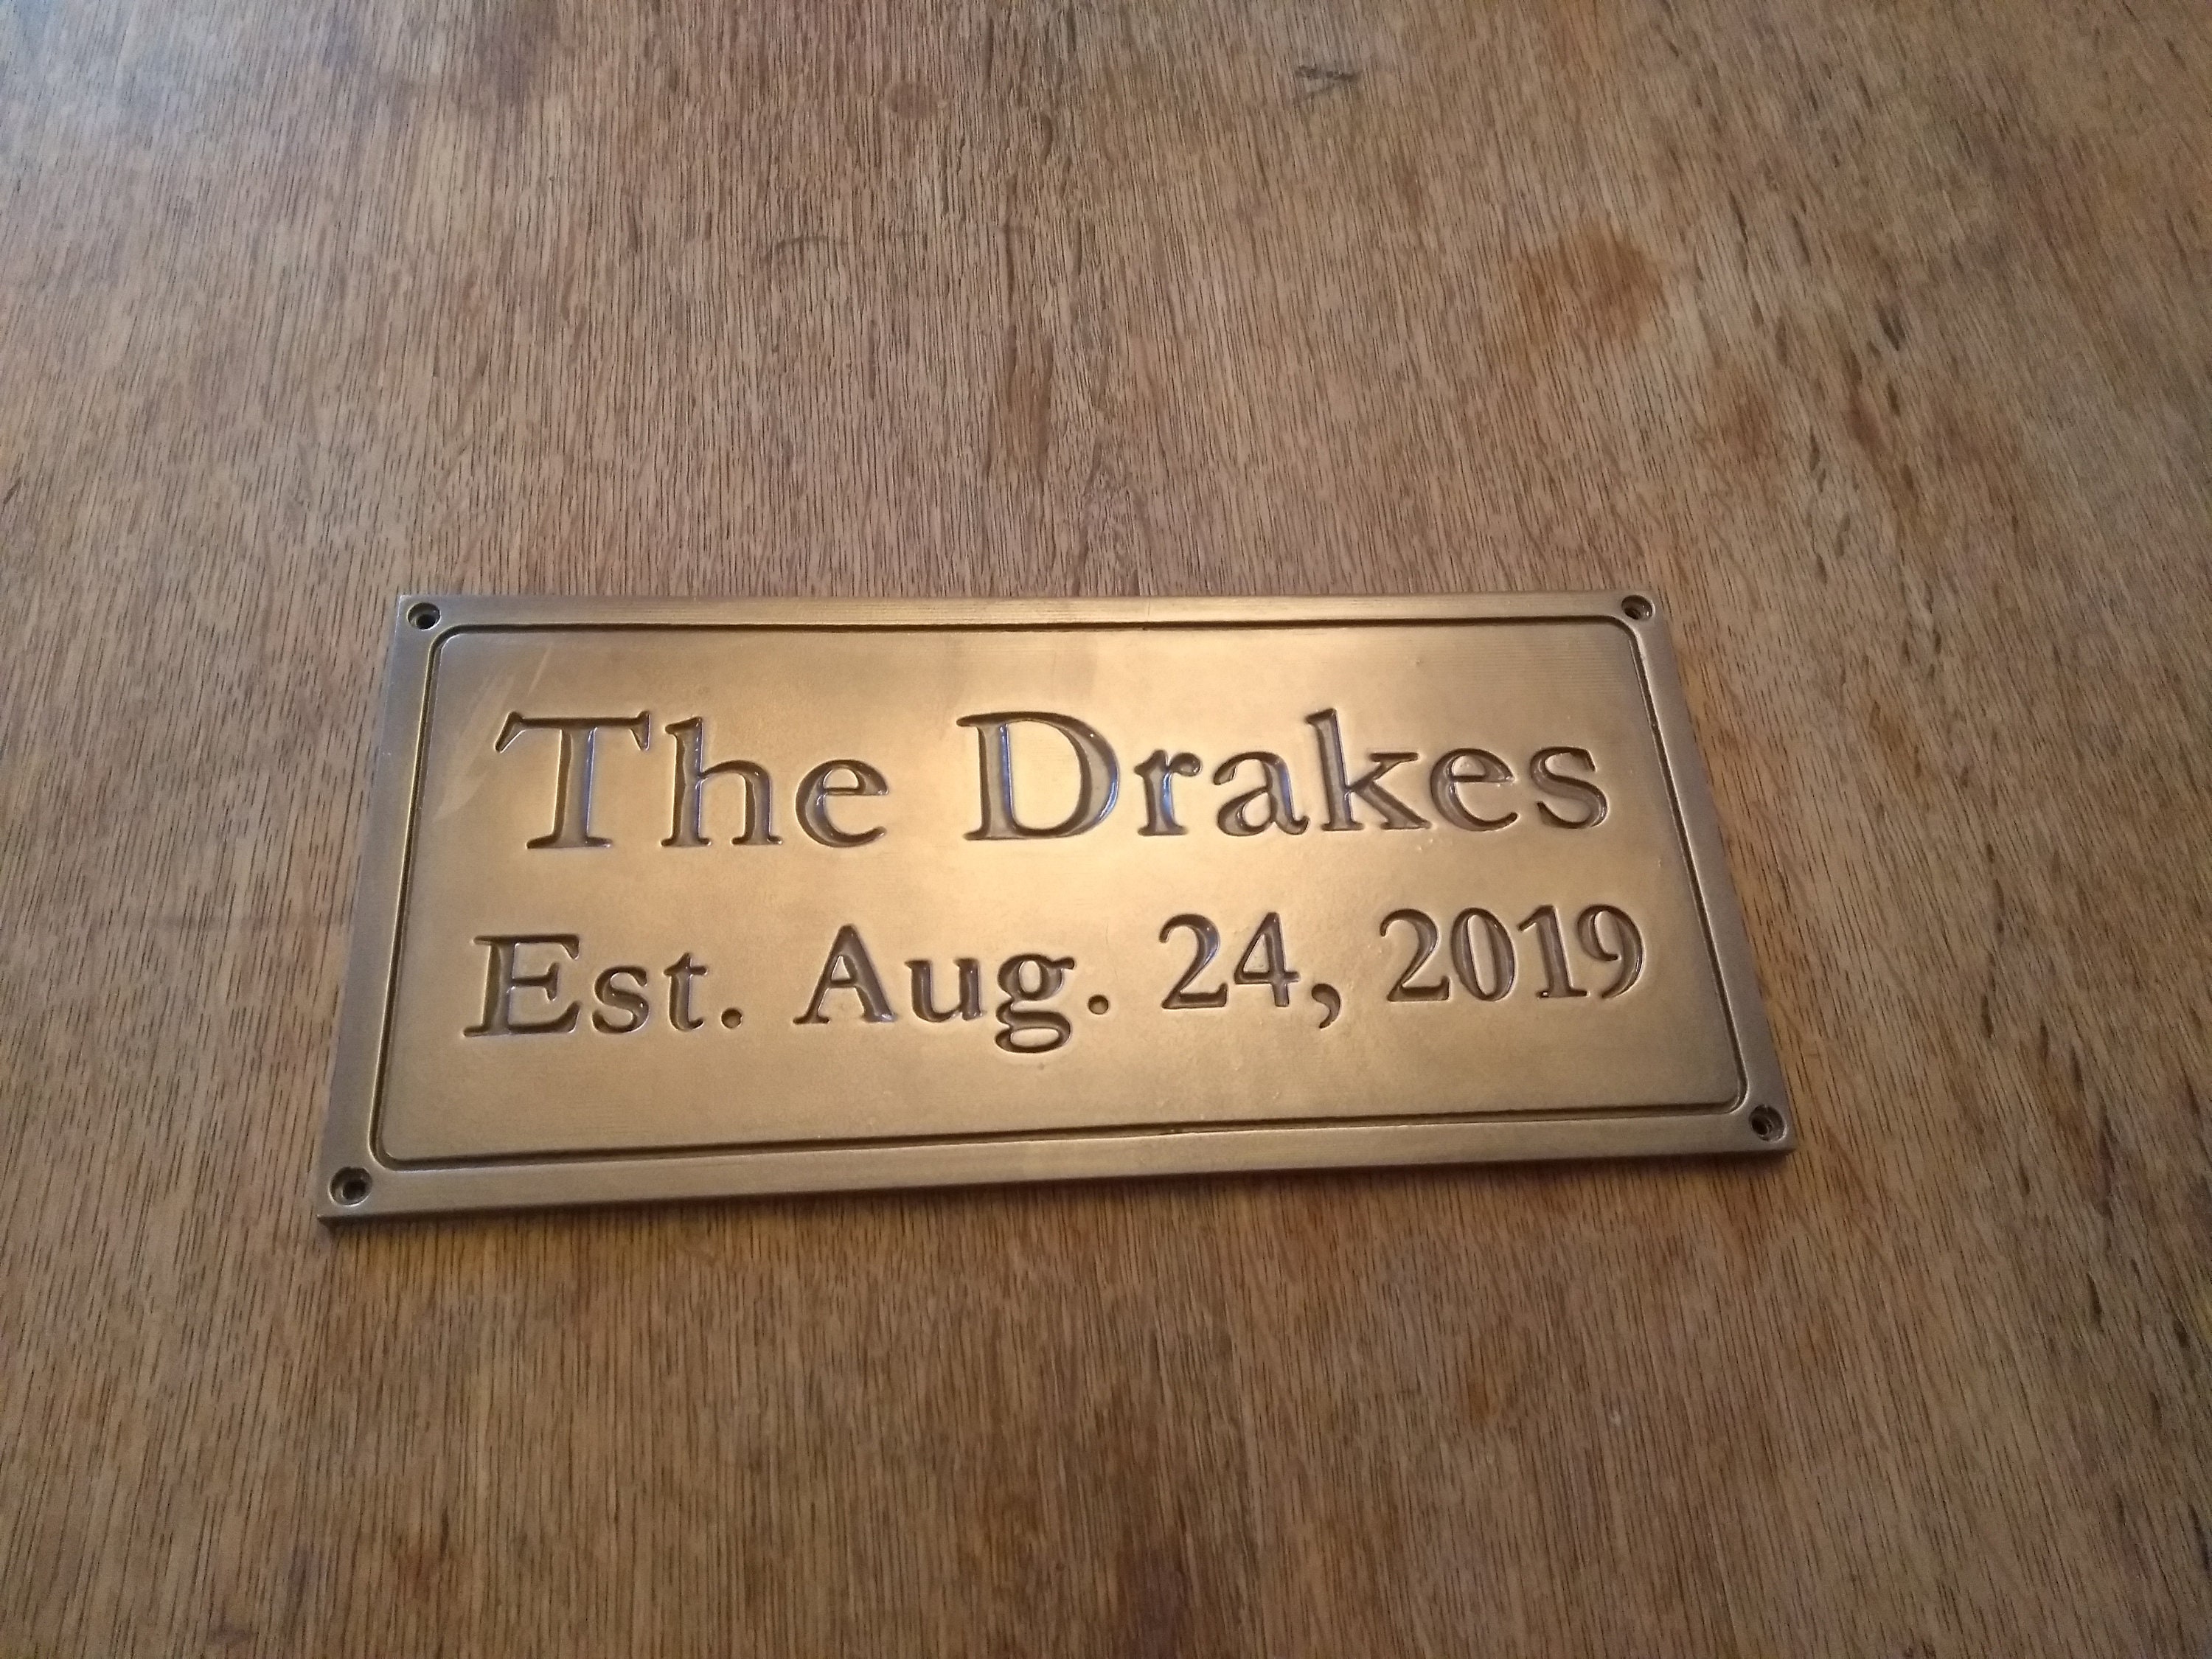 The Drakes
Est. Aug. 24, 2019